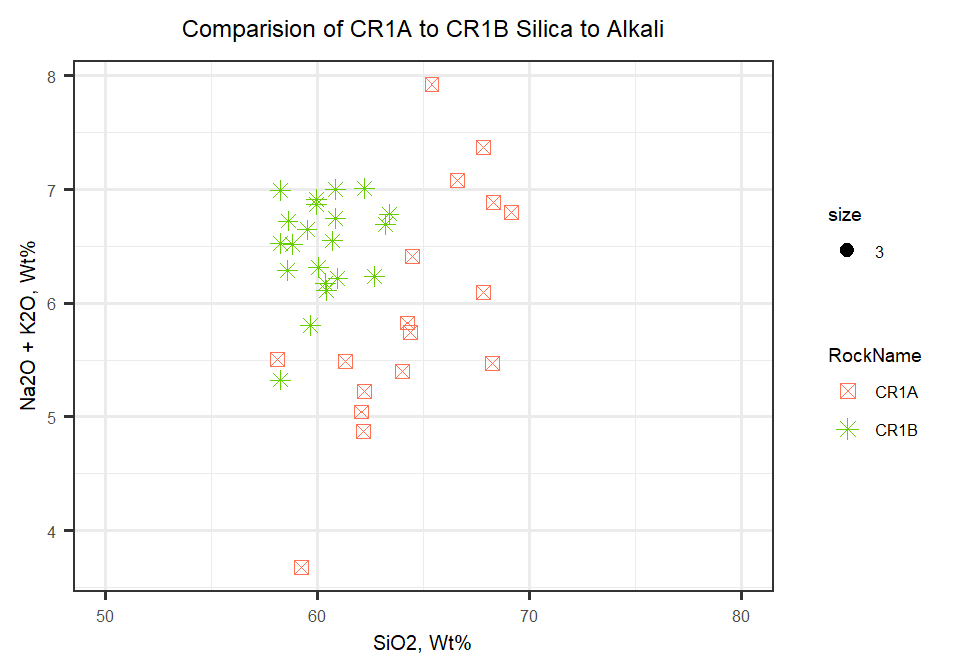 Comparision of CR1A to CR1B Silica to Alkali
8
7
6
5
4
Na2O + K2O, Wt%
50 60 70 80
SiO2, Wt%
size
3
RockName
CR1A
CR1B